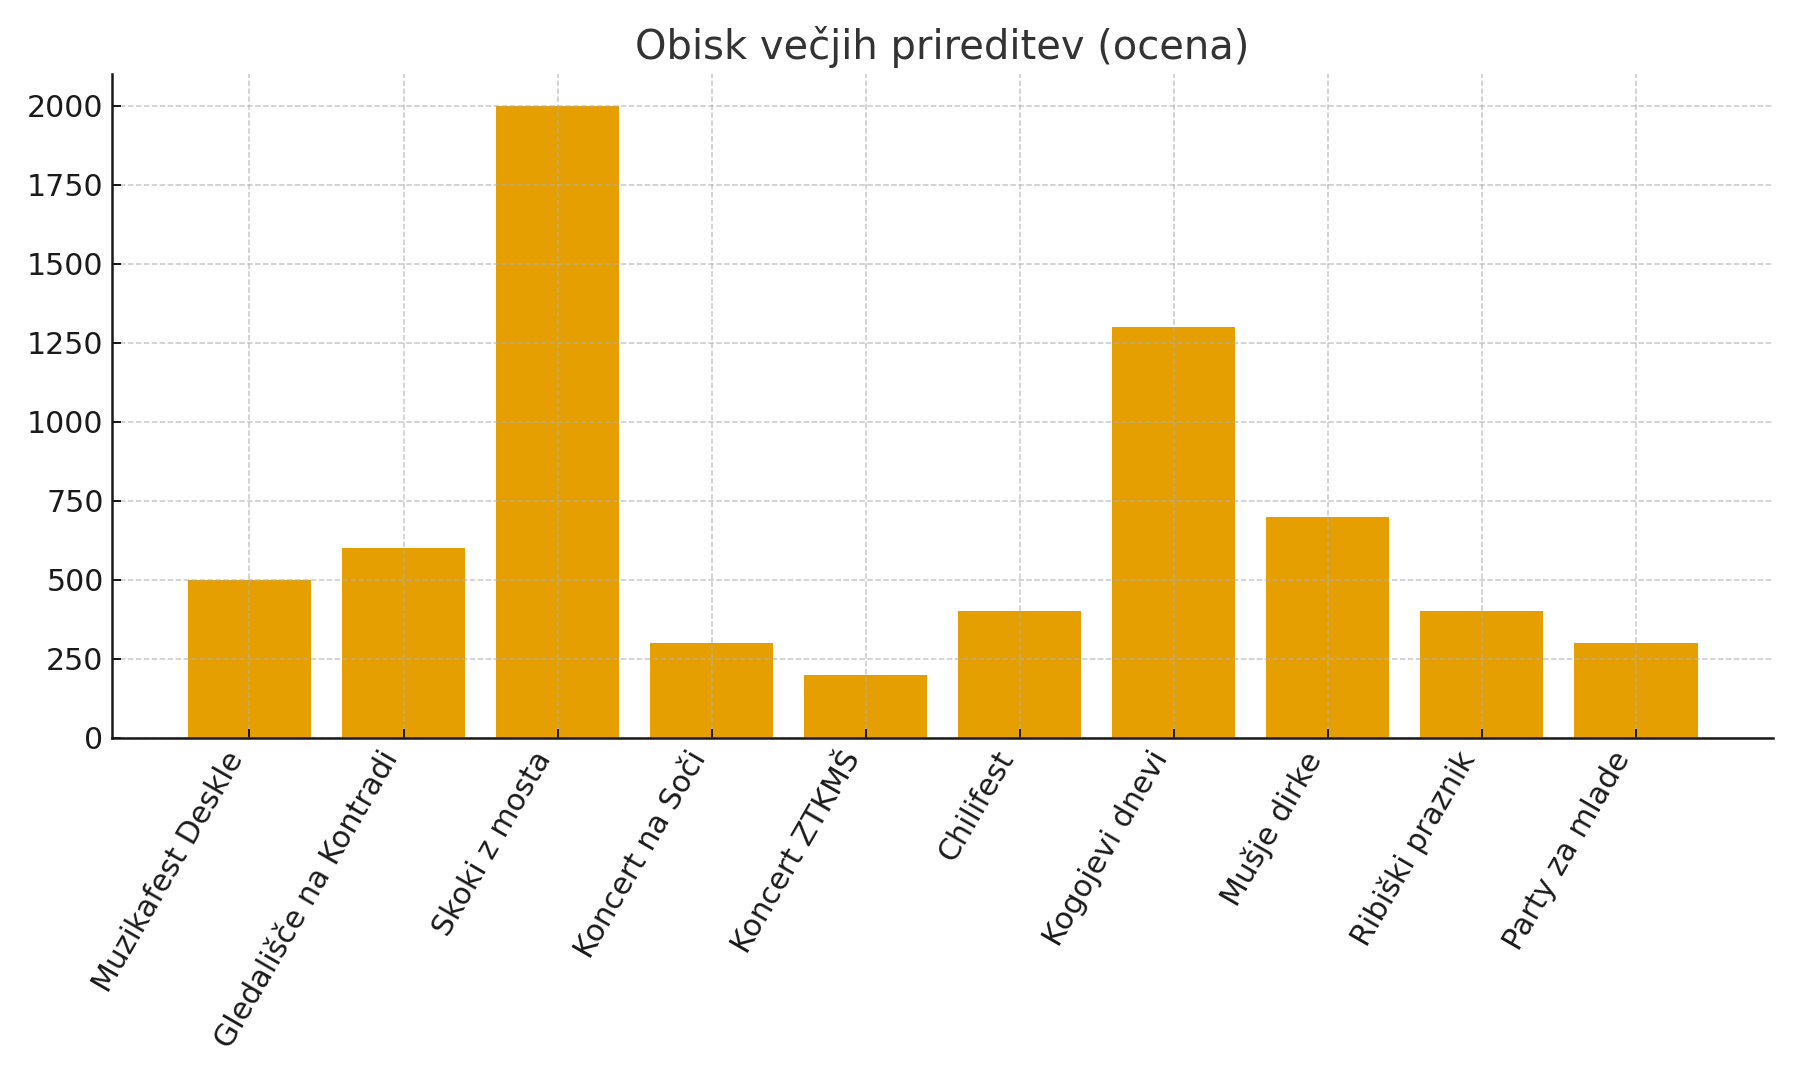 Obisk večjih prireditev (ocena)
2000
1750
1500
1250
1000
750
500
250
0
Muzikafest Deskle
Gledališče na Kontradi
Skoki z mosta
Koncert na Soči
Koncert ZTKMŠ
Chilifest
Kogojevi dnevi
Mušje dirke
Ribiški praznik
Party za mlade